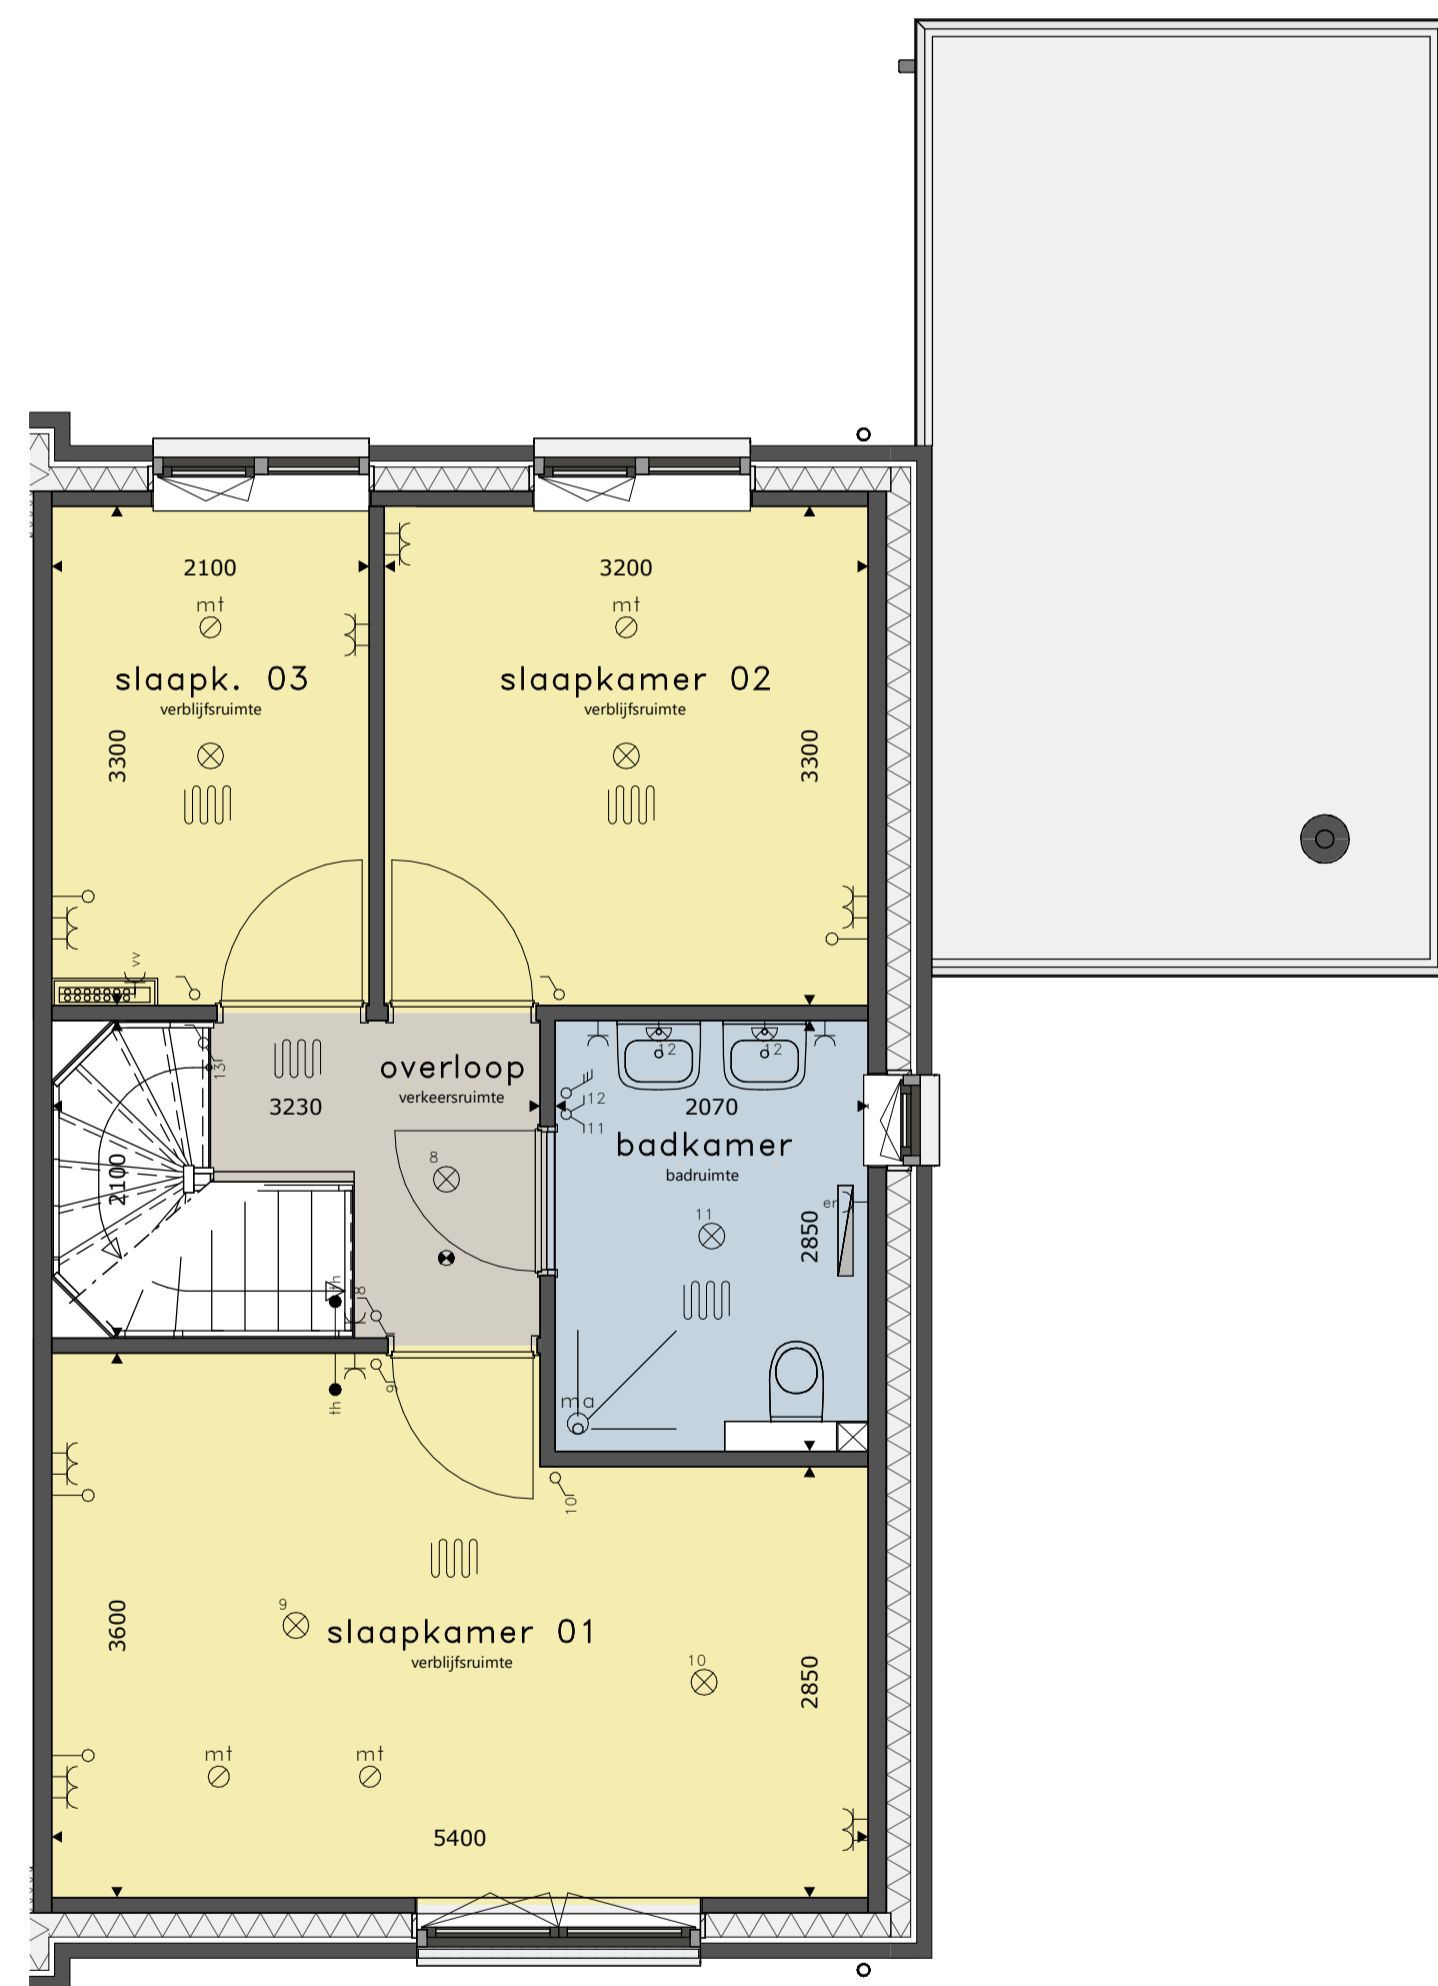 2100
3200
mt
mt
slaapk. 03
slaapkamer 02
verblijfsruimte
verblijfsruimte
3300
3300
vv
overloop
verkeersruimte
3230
13
12
12
12
11
2070
badkamer
badruimte
2100
8
11
er
2850
th
8
ma
th
9
10
9
slaapkamer 01
verblijfsruimte
3600
10
2850
mt
mt
5400